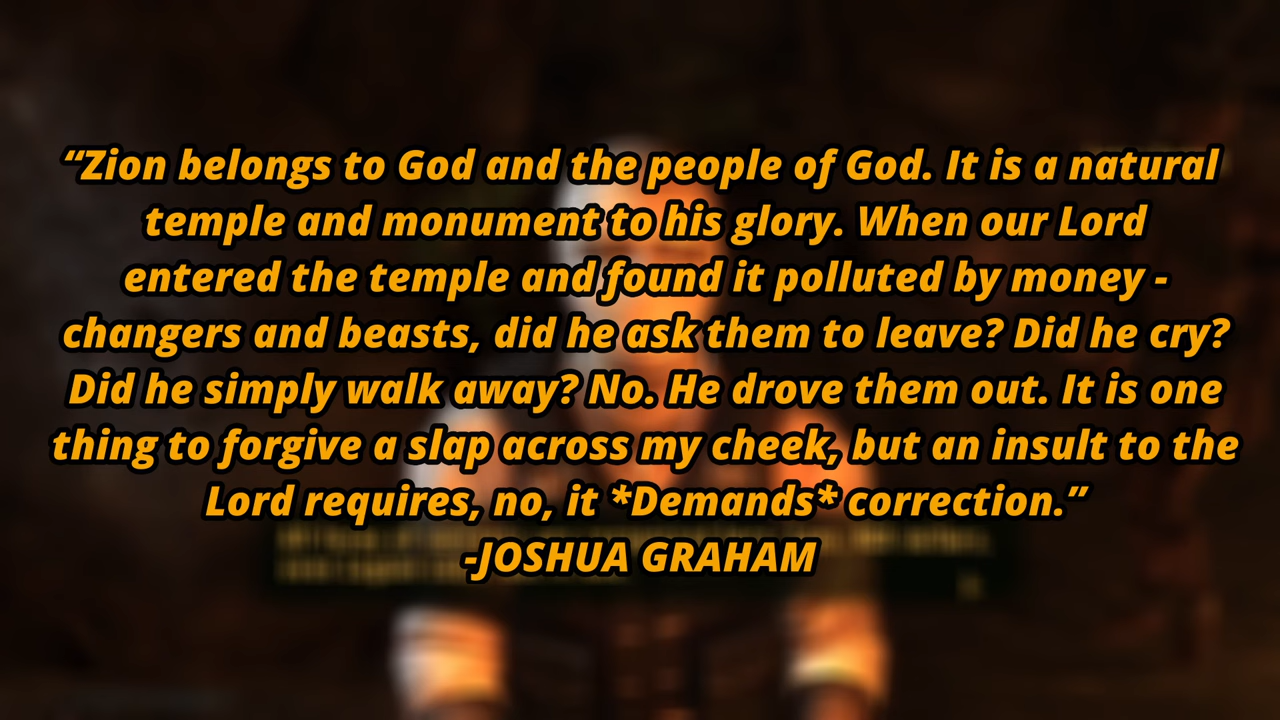 “Zion belongs to God and the people of God. It is a natural
temple and monument to his glory. When our Lord
entered the temple and found it polluted by money -
changers and beasts, did he ask them to leave? Did he cry?
Did he simply walk away? No. He drove them out. It is one
thing to forgive a slap across my cheek, but an insult to the
Lord requires, no, it *Demands* correction.”
-JOSHUA GRAHAM